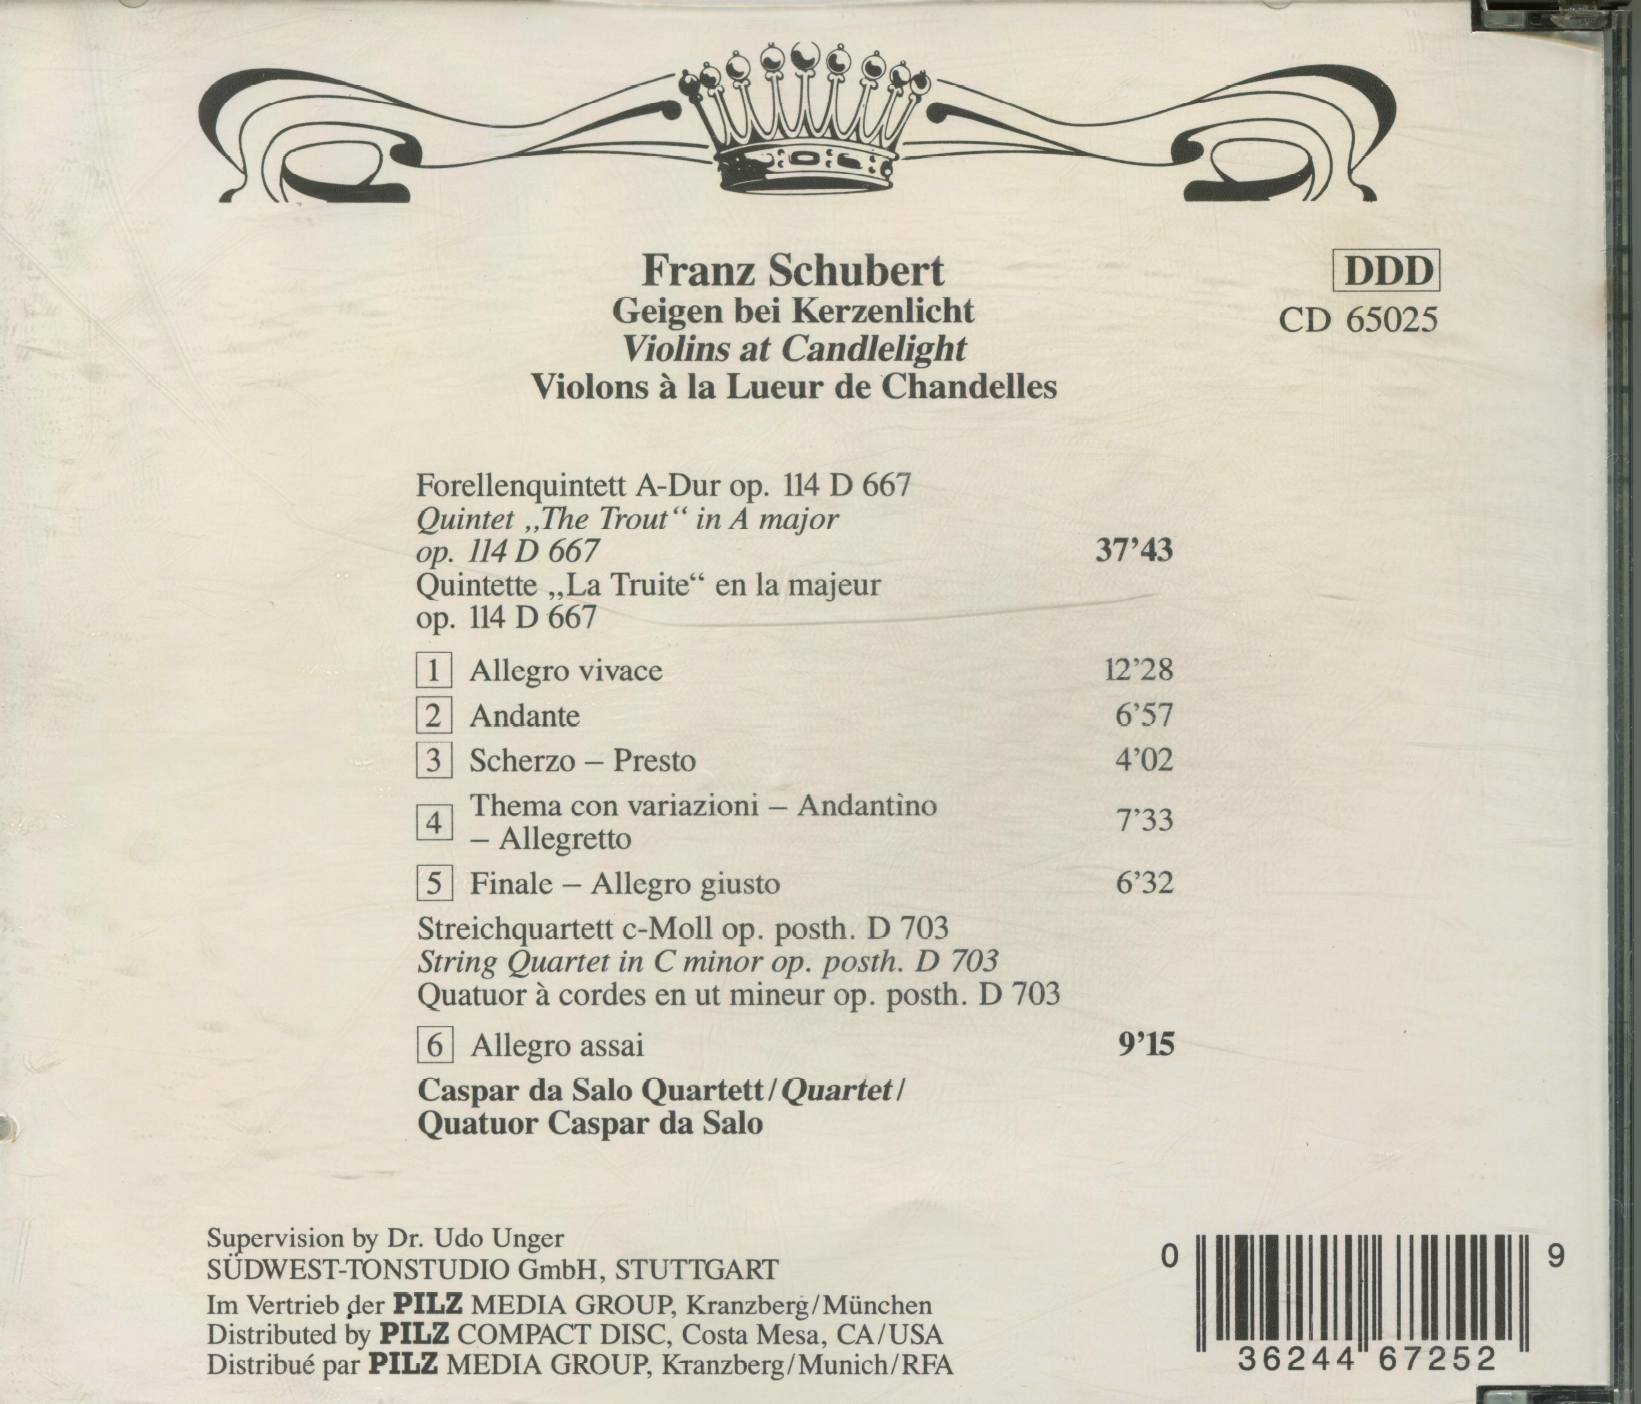 Franz Schubert
Geigen bei Kerzenlicht
Violins at Candlelight
Violons à la Lueur de Chandelles
DDD
CD 65025
Forellenquintett A-Dur op. 114 D 667
Quintet „The Trout“ in A major
op. 114 D 667 37’43
Quintette „La Truite“ en la majeur
op. 114 D 667
1 Allegro vivace 12’28
2 Andante 6’57
3 Scherzo – Presto 4’02
4 Thema con variazioni – Andantino
– Allegretto 7’33
5 Finale – Allegro giusto 6’32
Streichquartett c-Moll op. posth. D 703
String Quartet in C minor op. posth. D 703
Quatuor à cordes en ut mineur op. posth. D 703
6 Allegro assai 9’15
Caspar da Salo Quartett/Quartet/
Quatuor Caspar da Salo
Supervision by Dr. Udo Unger
SÜDWEST-TONSTUDIO GmbH, STUTTGART
Im Vertrieb der PILZ MEDIA GROUP, Kranzberg/München
Distributed by PILZ COMPACT DISC, Costa Mesa, CA/USA
Distribué par PILZ MEDIA GROUP, Kranzberg/Munich/RFA
0 36244 67252 9